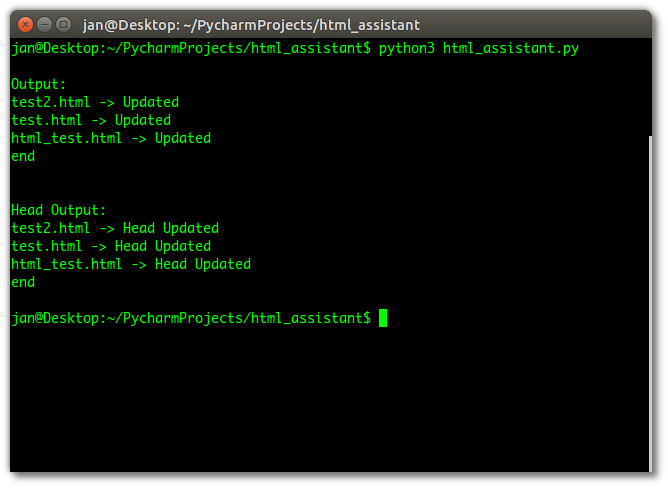 jan@Desktop: ~/PycharmProjects/html_assistant
jan@Desktop:~/PycharmProjects/html_assistant$ python3 html_assistant.py
Output:
test2.html -> Updated
test.html -> Updated
html_test.html -> Updated
end
Head Output:
test2.html -> Head Updated
test.html -> Head Updated
html_test.html -> Head Updated
end
jan@Desktop:~/PycharmProjects/html_assistant$